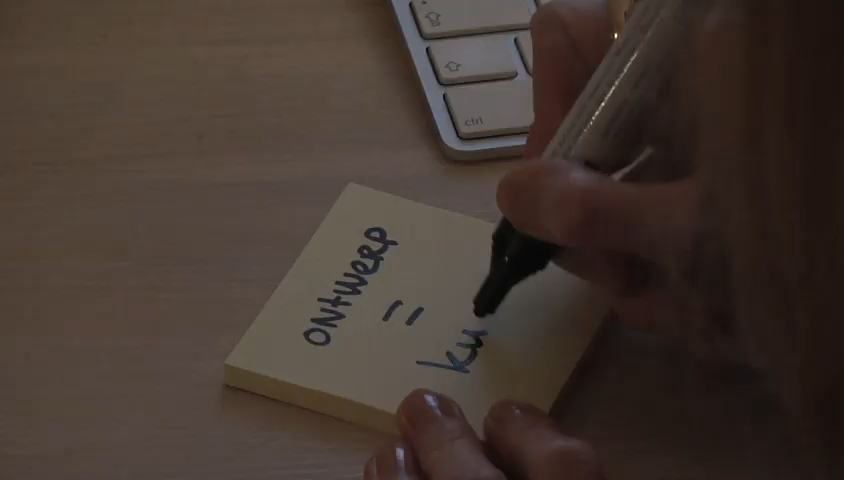 ctrl
ontwerp
=
ku